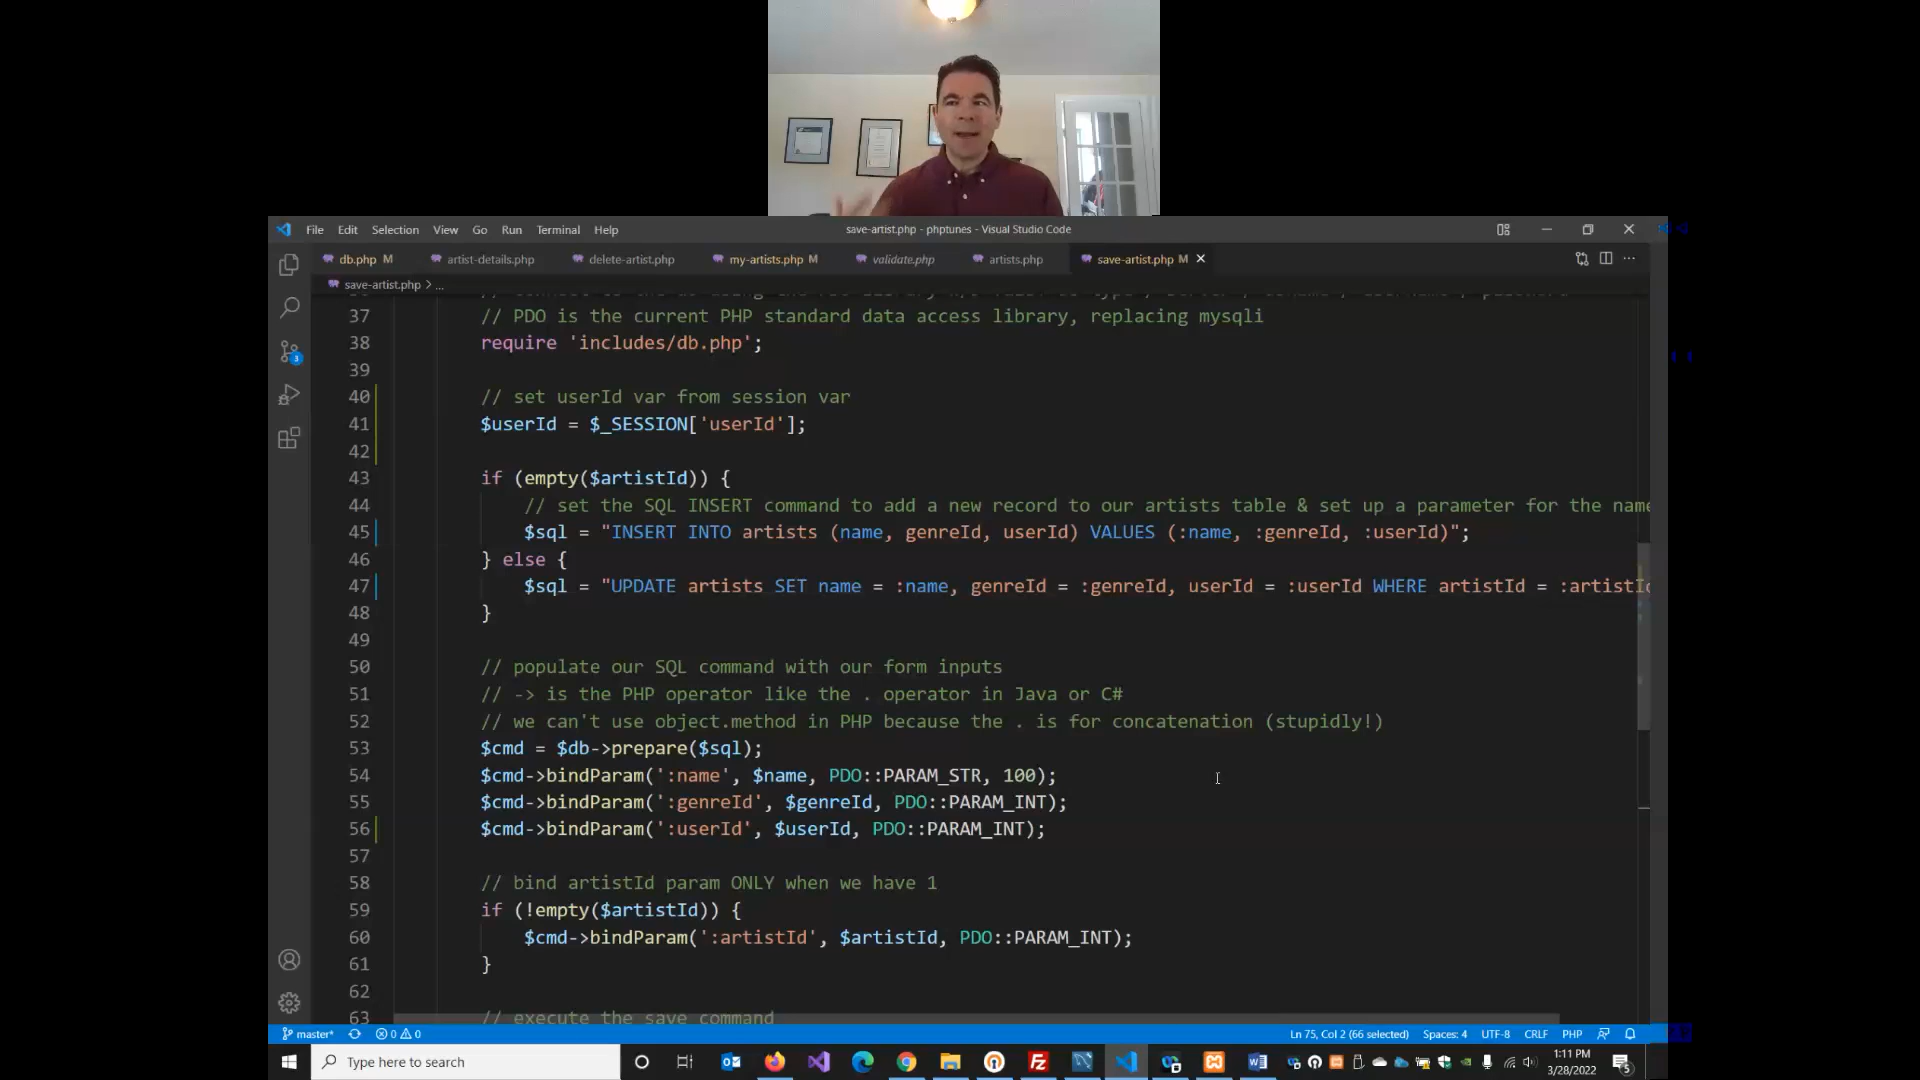 File Edit Selection View Go Run Terminal Help save-artist.php - phptunes - Visual Studio Code
db.php M artist-details.php delete-artist.php my-artists.php M validate.php artists.php save-artist.php M
save-artist.php > ...
37 // PDO is the current PHP standard data access library, replacing mysqli
38 require 'includes/db.php';
39
40 // set userId var from session var
41 $userId = $_SESSION['userId'];
42
43 if (empty($artistId)) {
44 // set the SQL INSERT command to add a new record to our artists table & set up a parameter for the name
45 $sql = "INSERT INTO artists (name, genreId, userId) VALUES (:name, :genreId, :userId)";
46 } else {
47 $sql = "UPDATE artists SET name = :name, genreId = :genreId, userId = :userId WHERE artistId = :artistId
48 }
49
50 // populate our SQL command with our form inputs
51 // -> is the PHP operator like the . operator in Java or C#
52 // we can't use object.method in PHP because the . is for concatenation (stupidly!)
53 $cmd = $db->prepare($sql);
54 $cmd->bindParam(':name', $name, PDO::PARAM_STR, 100);
55 $cmd->bindParam(':genreId', $genreId, PDO::PARAM_INT);
56 $cmd->bindParam(':userId', $userId, PDO::PARAM_INT);
57
58 // bind artistId param ONLY when we have 1
59 if (!empty($artistId)) {
60 $cmd->bindParam(':artistId', $artistId, PDO::PARAM_INT);
61 }
62
63 // execute the save command
master* 0 0 Ln 75, Col 2 (66 selected) Spaces: 4 UTF-8 CRLF PHP
Type here to search 1:11 PM
3/28/2022